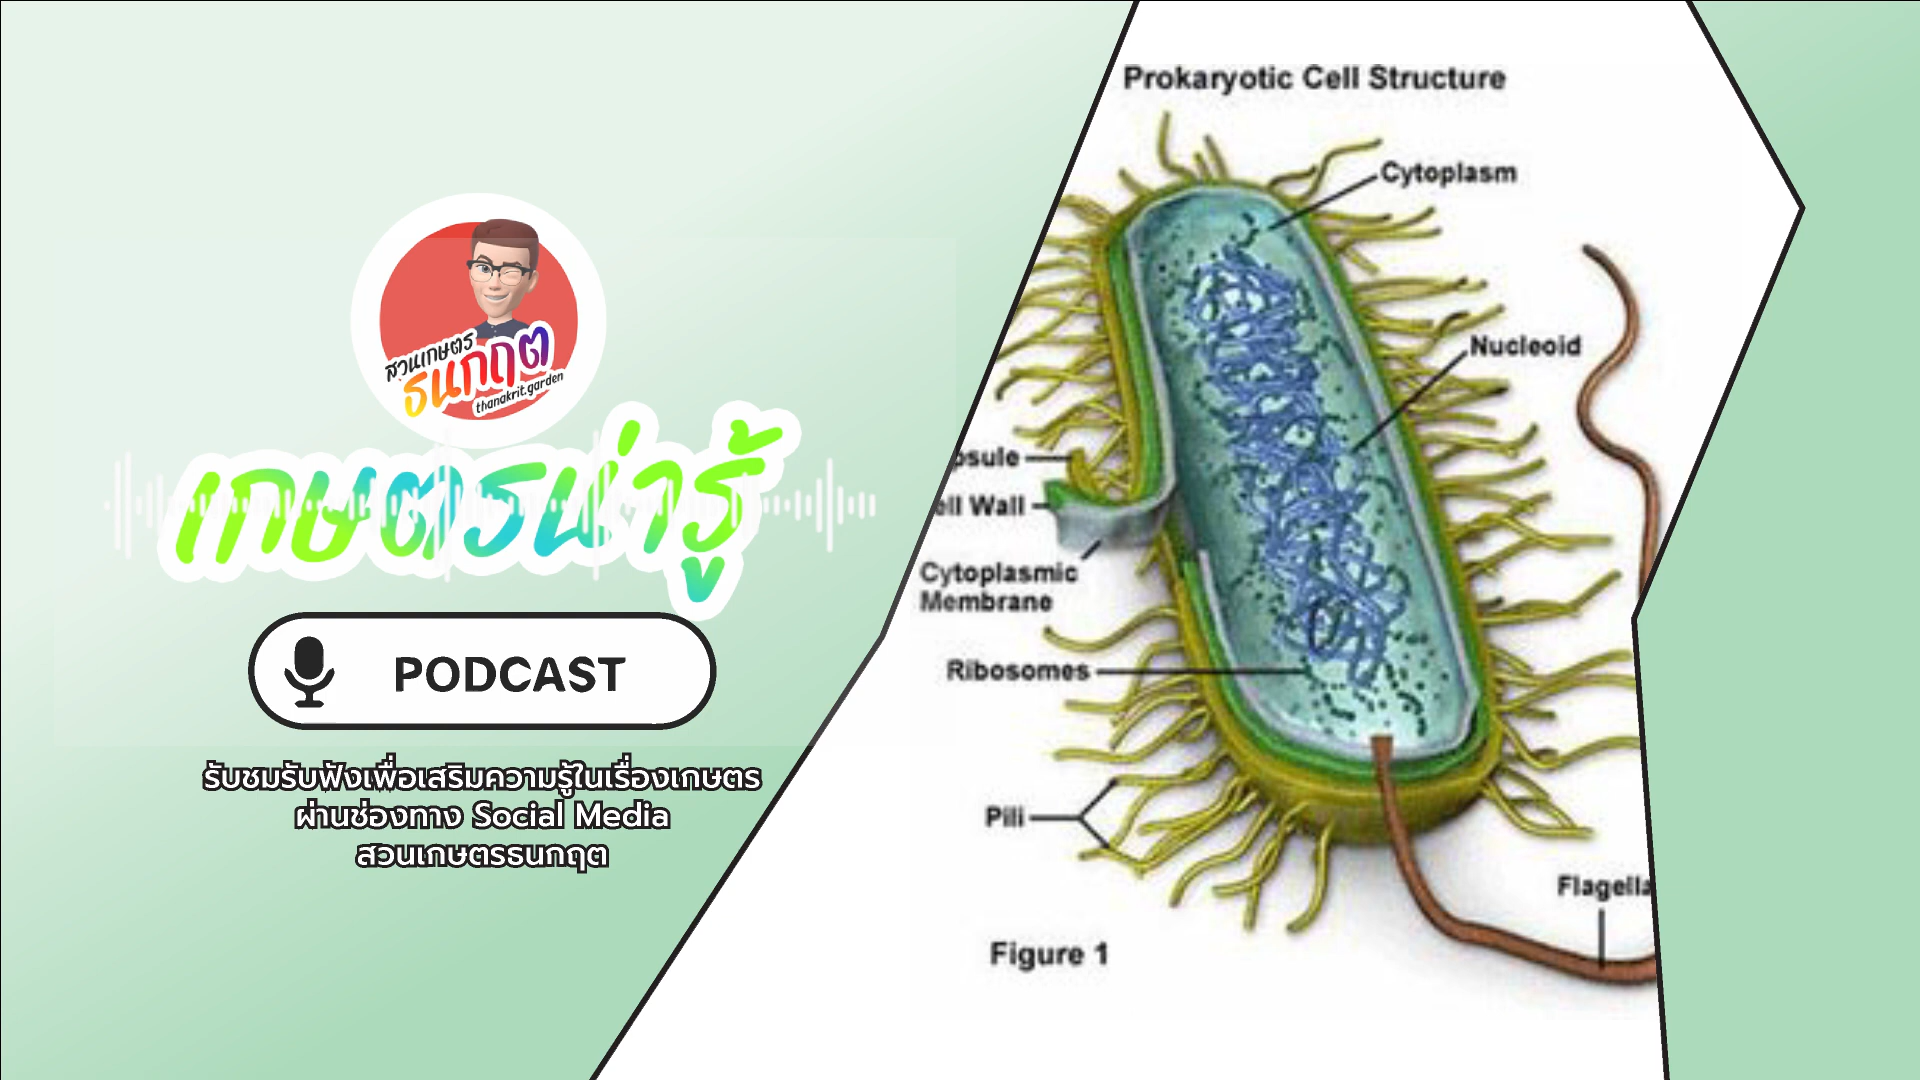 สวนเกษตร
ธนกฤต
thanakrit.garden
เกษตรน่ารู้
PODCAST
รับชมรับฟังเพื่อเสริมความรู้ในเรื่องเกษตร
ผ่านช่องทาง Social Media
สวนเกษตรธนกฤต
Prokaryotic Cell Structure
Cytoplasm
Nucleoid
psule
ell Wall
Cytoplasmic
Membrane
Ribosomes
Pili
Flagella
Figure 1